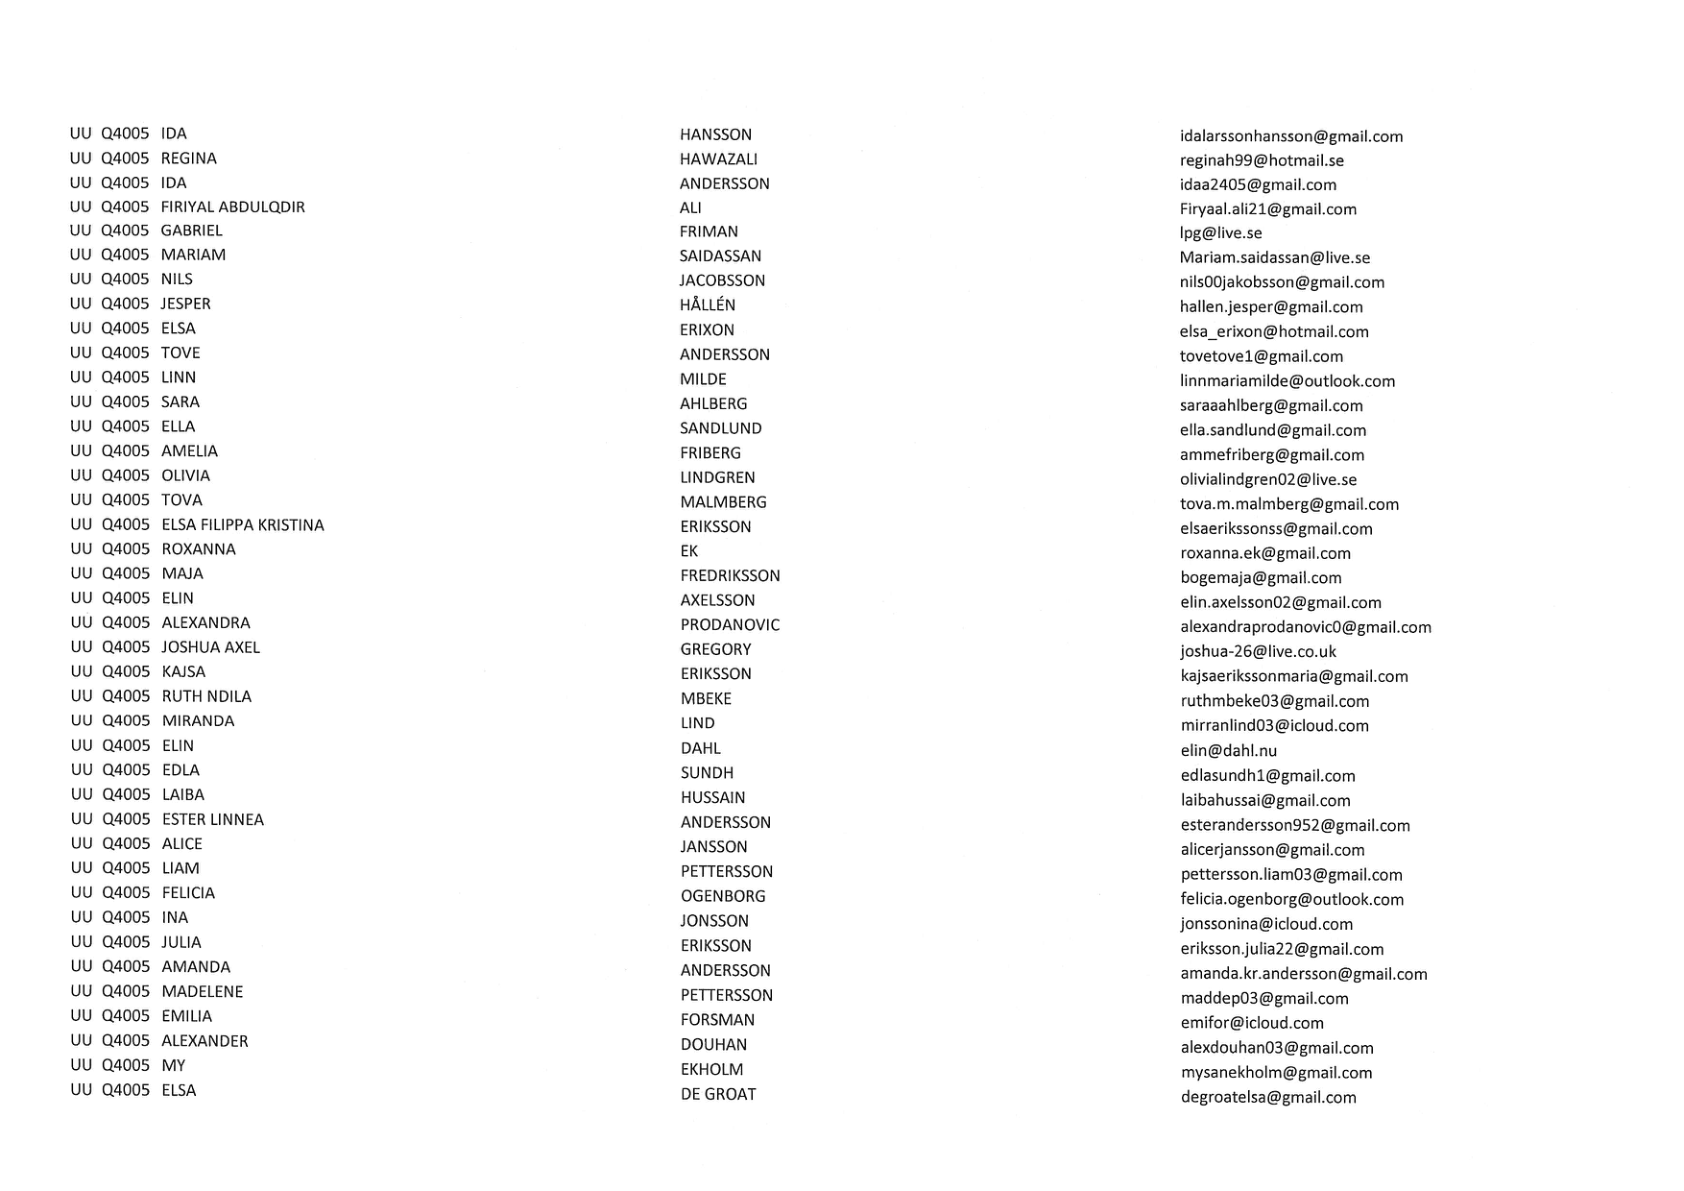 UU Q4005 IDA HANSSON idalarssonhansson@gmail.com
UU Q4005 REGINA HAWAZALI reginah99@hotmail.se
UU Q4005 IDA ANDERSSON idaa2405@gmail.com
UU Q4005 FIRIYAL ABDULQDIR ALI Firyaal.ali21@gmail.com
UU Q4005 GABRIEL FRIMAN lpg@live.se
UU Q4005 MARIAM SAIDASSAN Mariam.saidassan@live.se
UU Q4005 NILS JACOBSSON nils00jakobsson@gmail.com
UU Q4005 JESPER HÅLLÉN hallen.jesper@gmail.com
UU Q4005 ELSA ERIXON elsa_erixon@hotmail.com
UU Q4005 TOVE ANDERSSON tovetove1@gmail.com
UU Q4005 LINN MILDE linnmariamilde@outlook.com
UU Q4005 SARA AHLBERG saraaahlberg@gmail.com
UU Q4005 ELLA SANDLUND ella.sandlund@gmail.com
UU Q4005 AMELIA FRIBERG ammefriberg@gmail.com
UU Q4005 OLIVIA LINDGREN olivialindgren02@live.se
UU Q4005 TOVA MALMBERG tova.m.malmberg@gmail.com
UU Q4005 ELSA FILIPPA KRISTINA ERIKSSON elsaerikssonss@gmail.com
UU Q4005 ROXANNA EK roxanna.ek@gmail.com
UU Q4005 MAJA FREDRIKSSON bogemaja@gmail.com
UU Q4005 ELIN AXELSSON elin.axelsson02@gmail.com
UU Q4005 ALEXANDRA PRODANOVIC alexandraprodanovic0@gmail.com
UU Q4005 JOSHUA AXEL GREGORY joshua-26@live.co.uk
UU Q4005 KAJSA ERIKSSON kajsaerikssonmaria@gmail.com
UU Q4005 RUTH NDILA MBEKE ruthmbeke03@gmail.com
UU Q4005 MIRANDA LIND mirranlind03@icloud.com
UU Q4005 ELIN DAHL elin@dahl.nu
UU Q4005 EDLA SUNDH edlasundh1@gmail.com
UU Q4005 LAIBA HUSSAIN laibahussai@gmail.com
UU Q4005 ESTER LINNEA ANDERSSON esterandersson952@gmail.com
UU Q4005 ALICE JANSSON alicerjansson@gmail.com
UU Q4005 LIAM PETTERSSON pettersson.liam03@gmail.com
UU Q4005 FELICIA OGENBORG felicia.ogenborg@outlook.com
UU Q4005 INA JONSSON jonssonina@icloud.com
UU Q4005 JULIA ERIKSSON eriksson.julia22@gmail.com
UU Q4005 AMANDA ANDERSSON amanda.kr.andersson@gmail.com
UU Q4005 MADELENE PETTERSSON maddep03@gmail.com
UU Q4005 EMILIA FORSMAN emifor@icloud.com
UU Q4005 ALEXANDER DOUHAN alexdouhan03@gmail.com
UU Q4005 MY EKHOLM mysanekholm@gmail.com
UU Q4005 ELSA DE GROAT degroatelsa@gmail.com